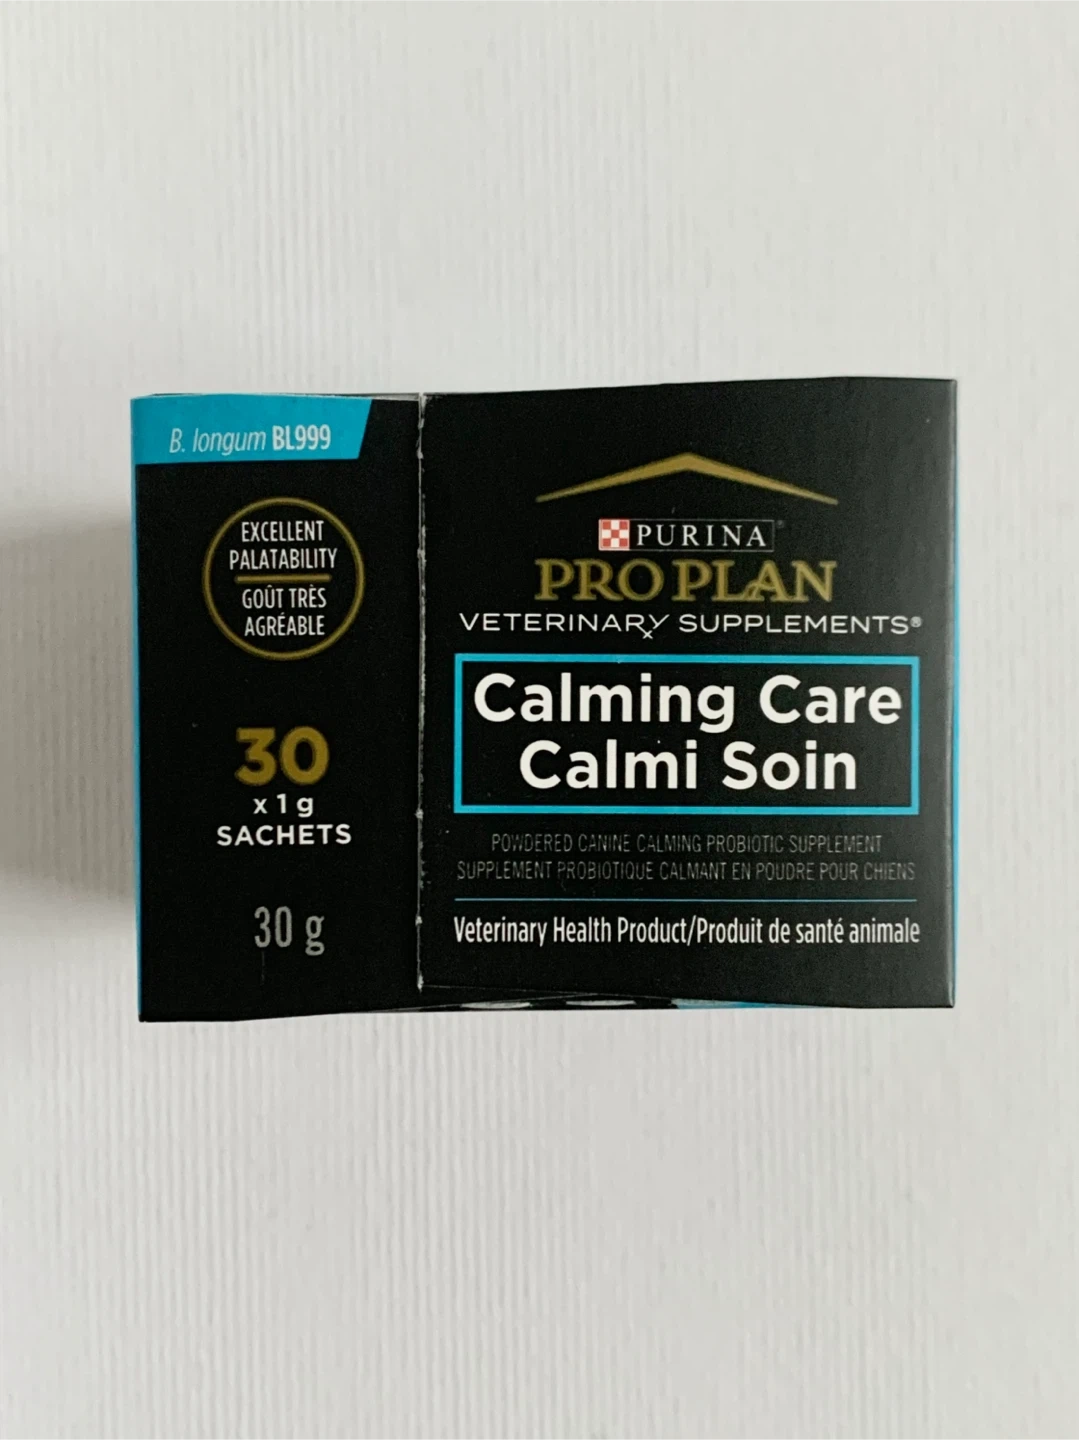 B. longum BL999
EXCELLENT
PALATABILITY
GOÛT TRÈS
AGRÉABLE
30
x 1 g
SACHETS
30 g
PURINA
PRO PLAN
VETERINARY SUPPLEMENTS®
Calming Care
Calmi Soin
POWDERED CANINE CALMING PROBIOTIC SUPPLEMENT
SUPPLEMENT PROBIOTIQUE CALMANT EN POUDRE POUR CHIENS
Veterinary Health Product/Produit de santé animale